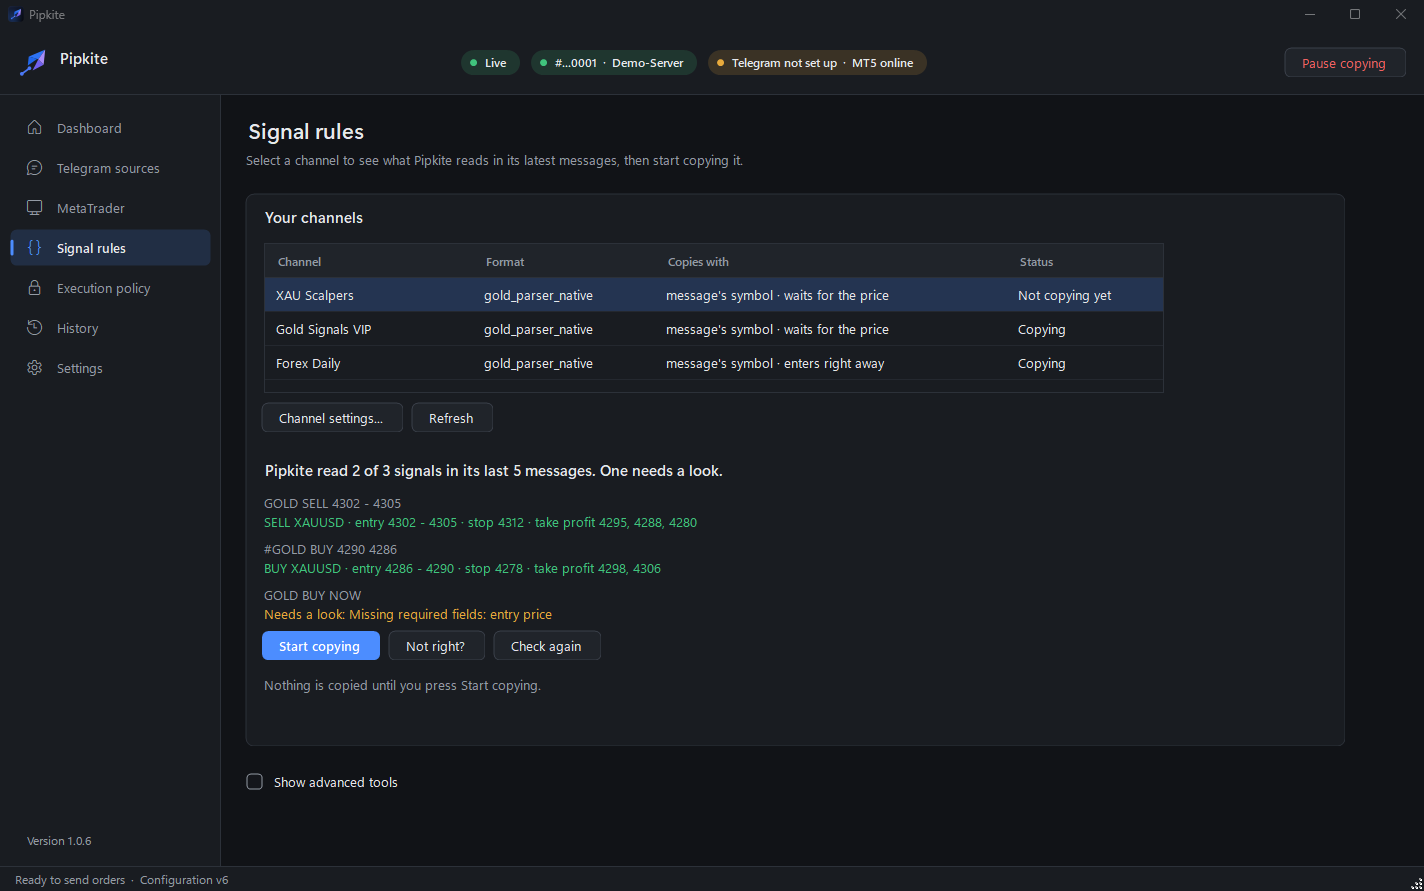 Pipkite
Pipkite
Live
#...0001 · Demo-Server
Telegram not set up · MT5 online
Pause copying
Dashboard
Telegram sources
MetaTrader
Signal rules
Execution policy
History
Settings
Version 1.0.6
Signal rules
Select a channel to see what Pipkite reads in its latest messages, then start copying it.
Your channels
Channel Format Copies with Status
XAU Scalpers gold_parser_native message's symbol · waits for the price Not copying yet
Gold Signals VIP gold_parser_native message's symbol · waits for the price Copying
Forex Daily gold_parser_native message's symbol · enters right away Copying
Channel settings... Refresh
Pipkite read 2 of 3 signals in its last 5 messages. One needs a look.
GOLD SELL 4302 - 4305
SELL XAUUSD · entry 4302 - 4305 · stop 4312 · take profit 4295, 4288, 4280
#GOLD BUY 4290 4286
BUY XAUUSD · entry 4286 - 4290 · stop 4278 · take profit 4298, 4306
GOLD BUY NOW
Needs a look: Missing required fields: entry price
Start copying Not right? Check again
Nothing is copied until you press Start copying.
Show advanced tools
Ready to send orders · Configuration v6